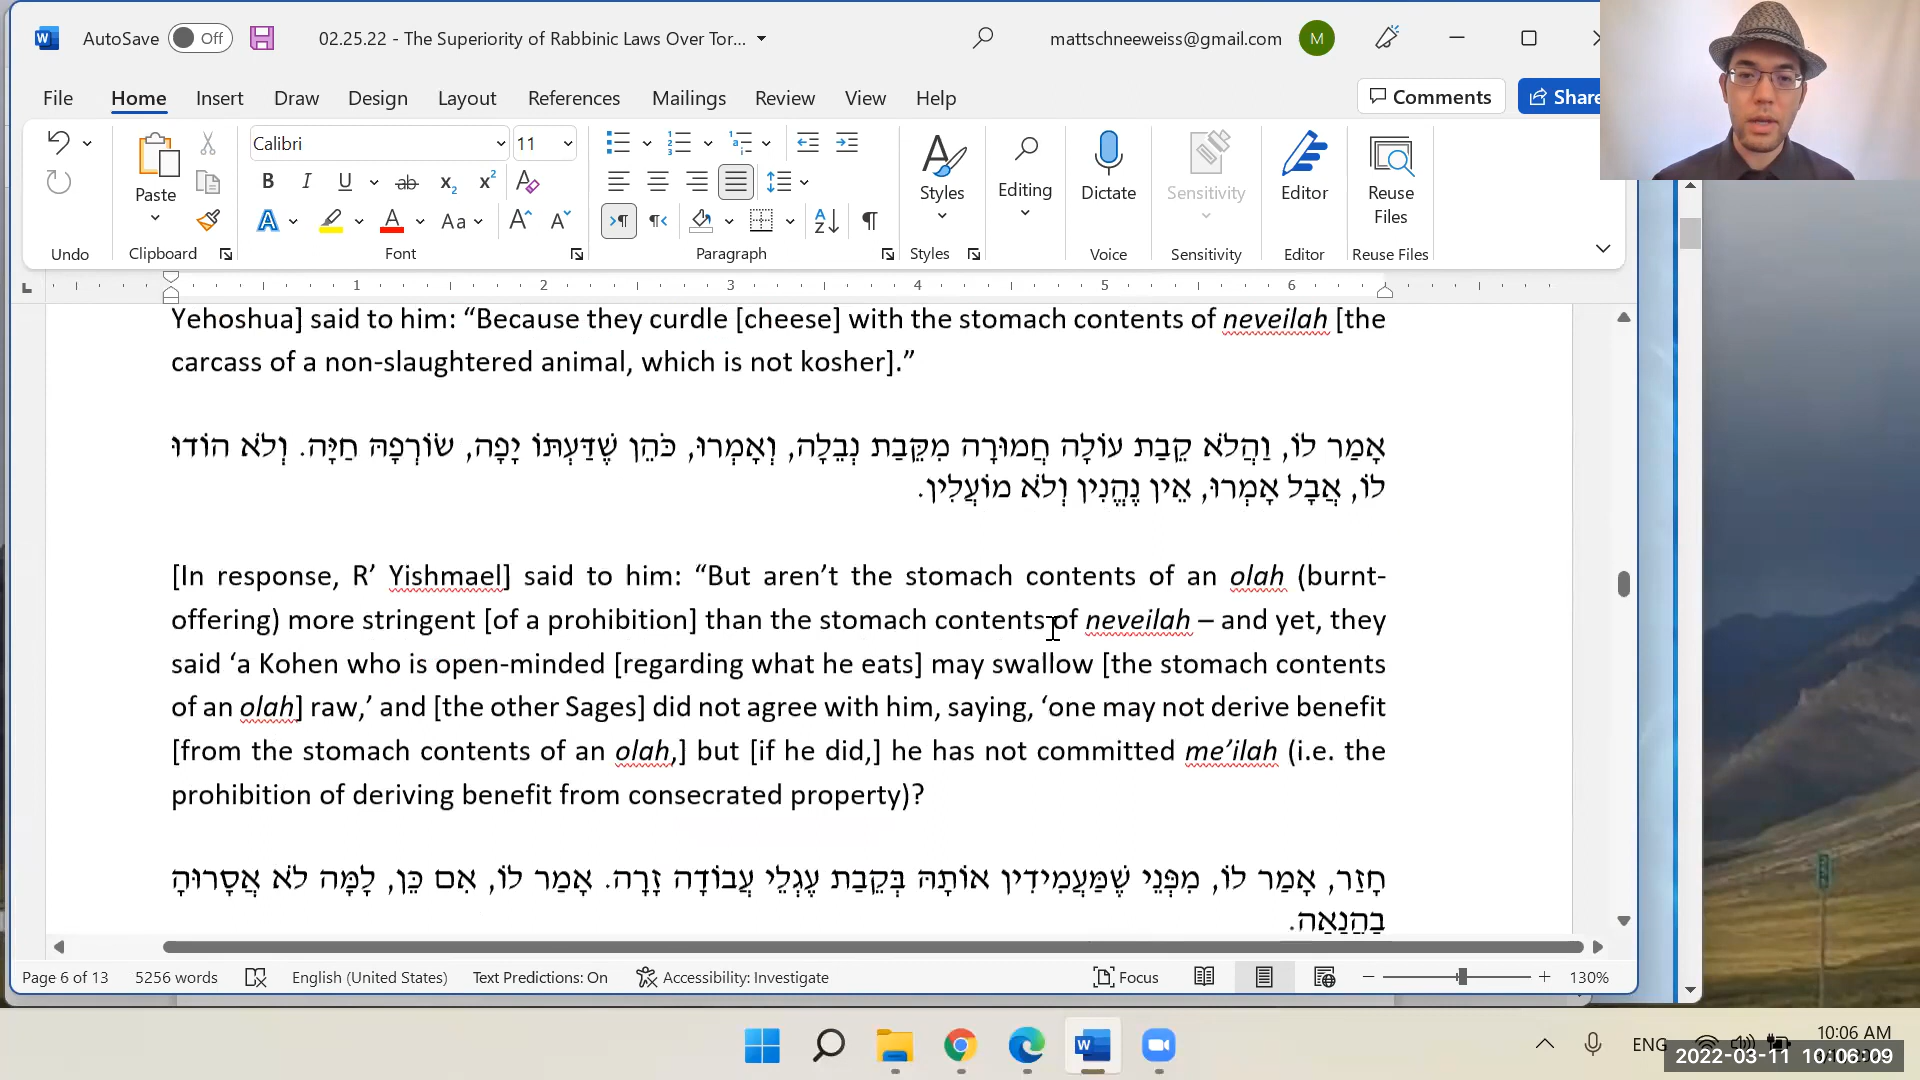 AutoSave Off 02.25.22 - The Superiority of Rabbinic Laws Over Tor... mattschneeweiss@gmail.com M
File Home Insert Draw Design Layout References Mailings Review View Help Comments Share
Calibri 11
Paste Styles Editing Dictate Sensitivity Editor Reuse Files
Undo Clipboard Font Paragraph Styles Voice Sensitivity Editor Reuse Files
1 2 3 4 5 6
Yehoshua] said to him: “Because they curdle [cheese] with the stomach contents of neveilah [the
carcass of a non-slaughtered animal, which is not kosher].”
אָמַר לוֹ, וַהֲלֹא קֵבַת עוֹלָה חֲמוּרָה מִקֵּבַת נְבֵלָה, וְאָמְרוּ, כֹּהֵן שֶׁדַּעְתּוֹ יָפָה, שׂוֹרְפָהּ חַיָּה. וְלֹא הוֹדוּ
לוֹ, אֲבָל אָמְרוּ, אֵין נֶהֱנִין וְלֹא מוֹעֲלִין.
[In response, R’ Yishmael] said to him: “But aren’t the stomach contents of an olah (burnt-
offering) more stringent [of a prohibition] than the stomach contents of neveilah – and yet, they
said ‘a Kohen who is open-minded [regarding what he eats] may swallow [the stomach contents
of an olah] raw,’ and [the other Sages] did not agree with him, saying, ‘one may not derive benefit
[from the stomach contents of an olah,] but [if he did,] he has not committed me’ilah (i.e. the
prohibition of deriving benefit from consecrated property)?
חָזַר, אָמַר לוֹ, מִפְּנֵי שֶׁמַּעֲמִידִין אוֹתָהּ בְּקֵבַת עֶגְלֵי עֲבוֹדָה זָרָה. אָמַר לוֹ, אִם כֵּן, לָמָּה לֹא אֲסָרוּהָ
בַּהֲנָאָה.
Page 6 of 13 5256 words English (United States) Text Predictions: On Accessibility: Investigate Focus 130%
ENG 10:06 AM
2022-03-11 10:06:09